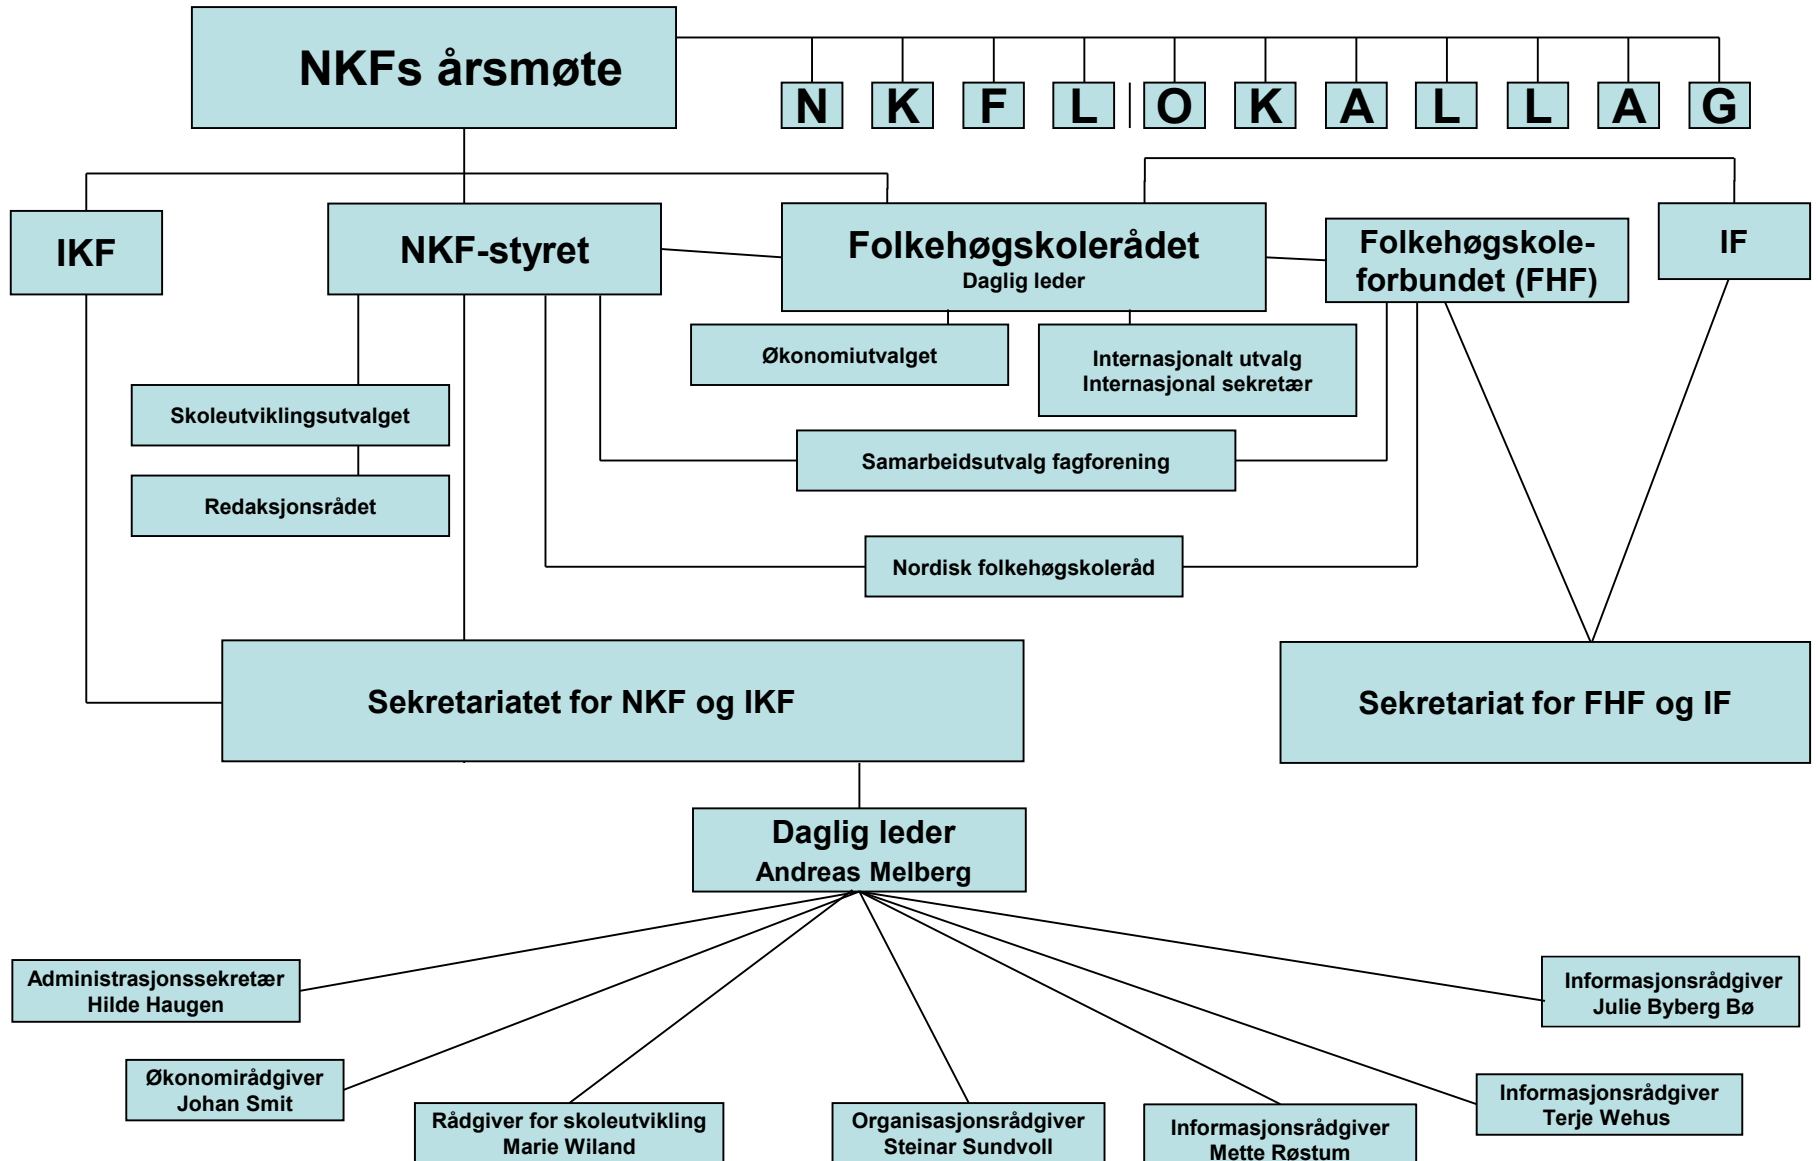 NKFs årsmøte
N K F L O K A L L A G
IKF
NKF-styret
Folkehøgskolerådet
Daglig leder
Folkehøgskole-
forbundet (FHF)
IF
Økonomiutvalget
Internasjonalt utvalg
Internasjonal sekretær
Skoleutviklingsutvalget
Samarbeidsutvalg fagforening
Redaksjonsrådet
Nordisk folkehøgskoleråd
Sekretariatet for NKF og IKF
Sekretariat for FHF og IF
Daglig leder
Andreas Melberg
Administrasjonssekretær
Hilde Haugen
Informasjonsrådgiver
Julie Byberg Bø
Økonomirådgiver
Johan Smit
Rådgiver for skoleutvikling
Marie Wiland
Organisasjonsrådgiver
Steinar Sundvoll
Informasjonsrådgiver
Mette Røstum
Informasjonsrådgiver
Terje Wehus